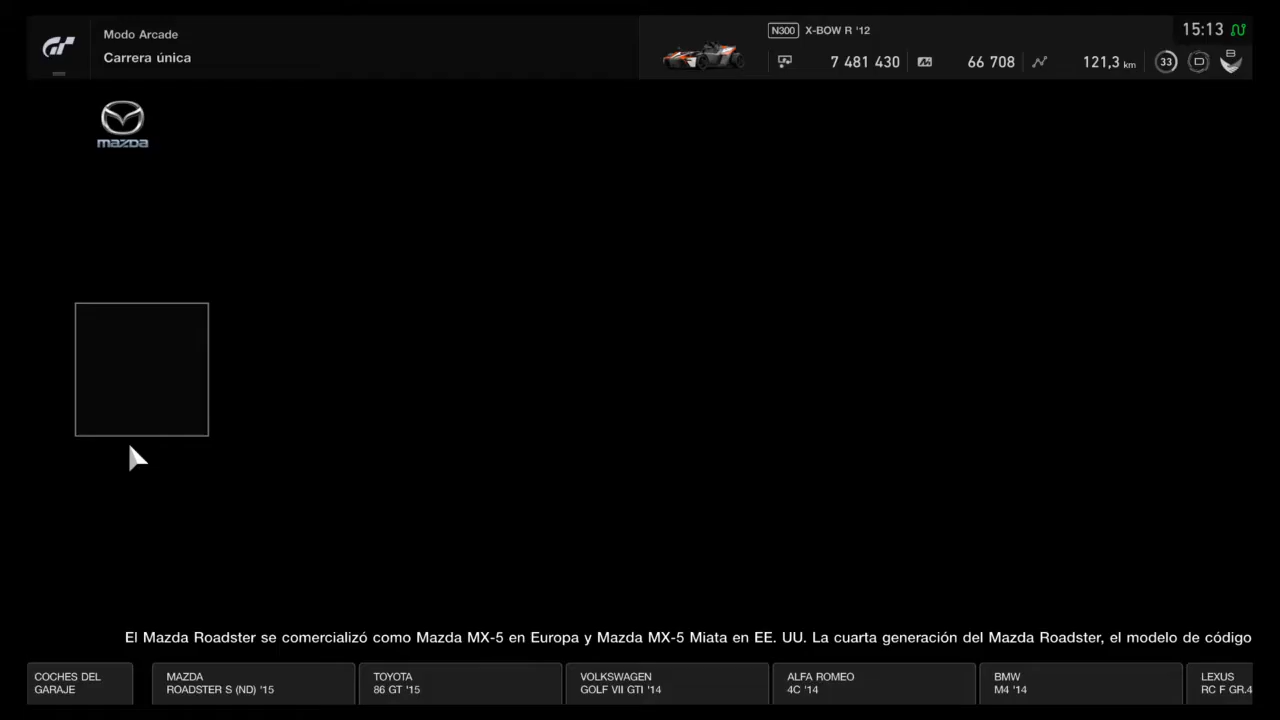 Modo Arcade
Carrera única
N300 X-BOW R '12
15:13
7 481 430
66 708
121,3 km
33
D
B
mazda
El Mazda Roadster se comercializó como Mazda MX-5 en Europa y Mazda MX-5 Miata en EE. UU. La cuarta generación del Mazda Roadster, el modelo de código
COCHES DEL
GARAJE
MAZDA
ROADSTER S (ND) '15
TOYOTA
86 GT '15
VOLKSWAGEN
GOLF VII GTI '14
ALFA ROMEO
4C '14
BMW
M4 '14
LEXUS
RC F GR.4